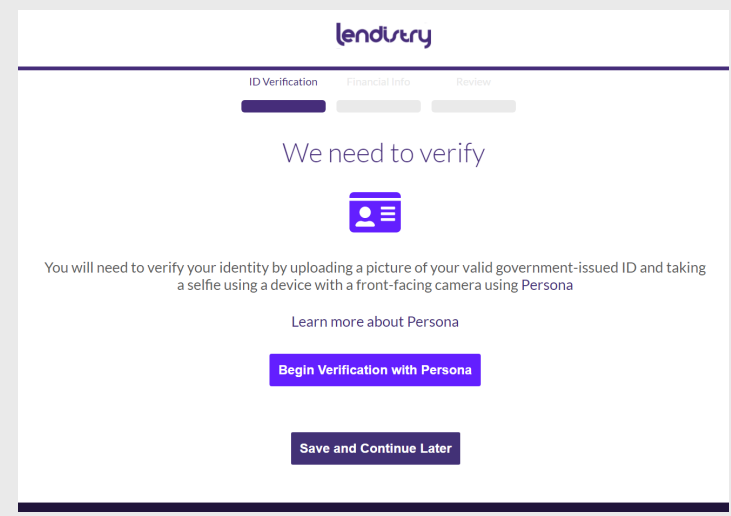 lendistry
ID Verification Financial Info Review
We need to verify
You will need to verify your identity by uploading a picture of your valid government-issued ID and taking
a selfie using a device with a front-facing camera using Persona
Learn more about Persona
Begin Verification with Persona
Save and Continue Later